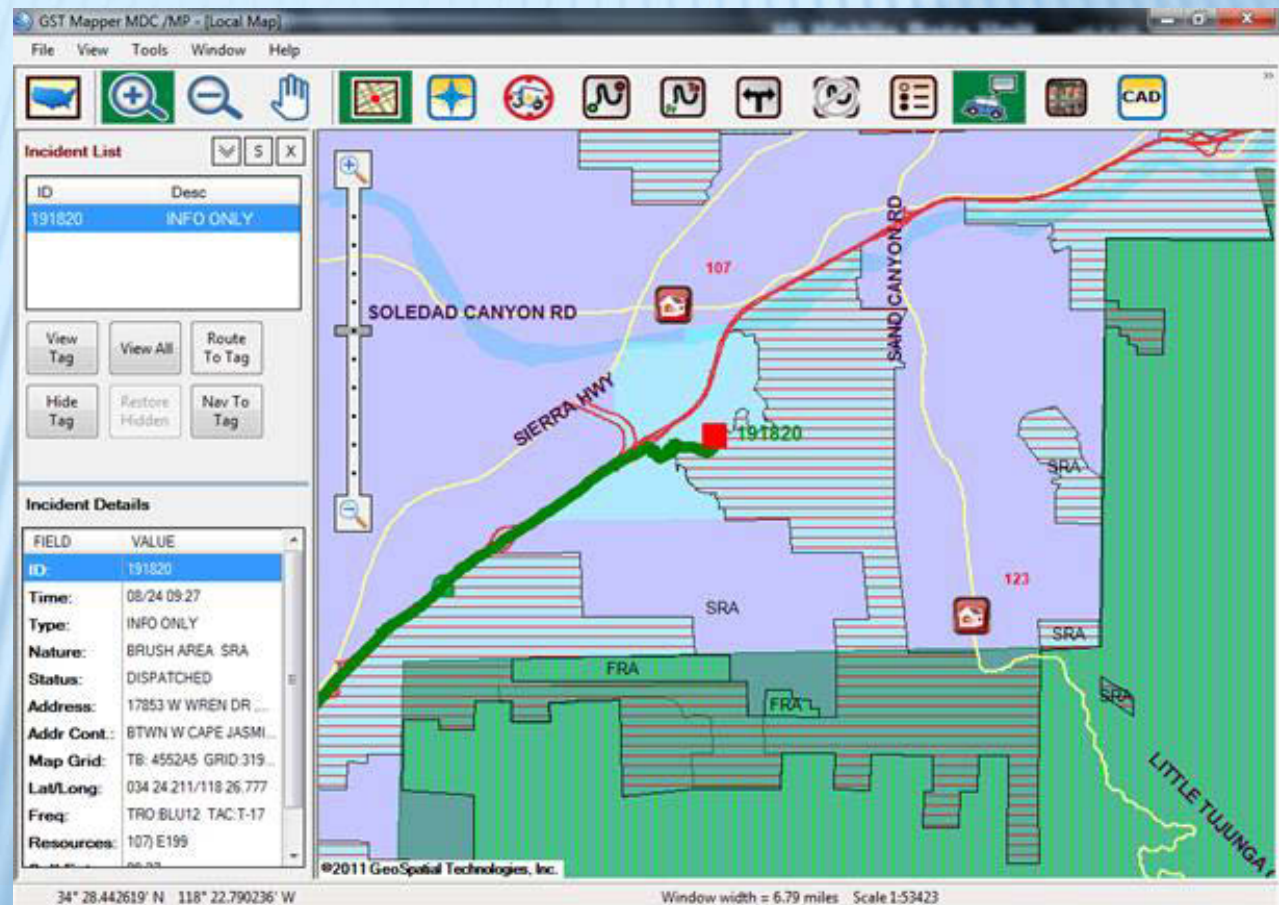 GST Mapper MDC /MP - [Local Map]
File View Tools Window Help
CAD
Incident List
S X
ID Desc
191820 INFO ONLY
View Tag
View All
Route To Tag
Hide Tag
Restore Hidden
Nav To Tag
Incident Details
FIELD VALUE
ID: 191820
Time: 08/24 09:27
Type: INFO ONLY
Nature: BRUSH AREA SRA
Status: DISPATCHED
Address: 17853 W WREN DR ,...
Addr Cont.: BTWN W CAPE JASMI...
Map Grid: TB: 4552A5 GRID 319...
Lat/Long: 034 24.211/118 26.777
Freq: TRO:BLU12 TAC:T-17
Resources: 107) E199
107
SOLEDAD CANYON RD
SAND CANYON RD
SIERRA HWY
191820
SRA
123
SRA
SRA
FRA
FRA
SRA
LITTLE TUJUNGA
©2011 GeoSpatial Technologies, Inc.
34° 28.442619' N 118° 22.790236' W
Window width = 6.79 miles Scale 1:53423